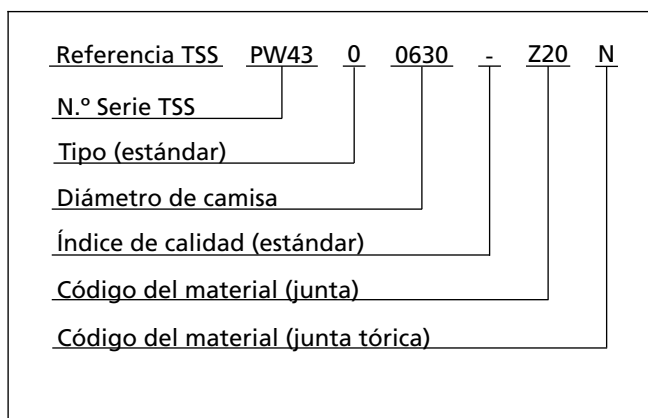 Referencia TSS PW43 0 0630 - Z20 N
N.º Serie TSS
Tipo (estándar)
Diámetro de camisa
Índice de calidad (estándar)
Código del material (junta)
Código del material (junta tórica)